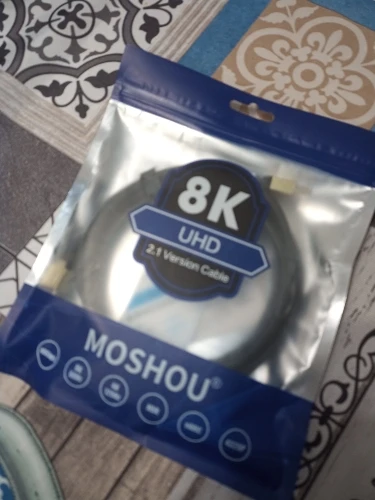 8K
UHD
2.1 Version Cable
MOSHOU®